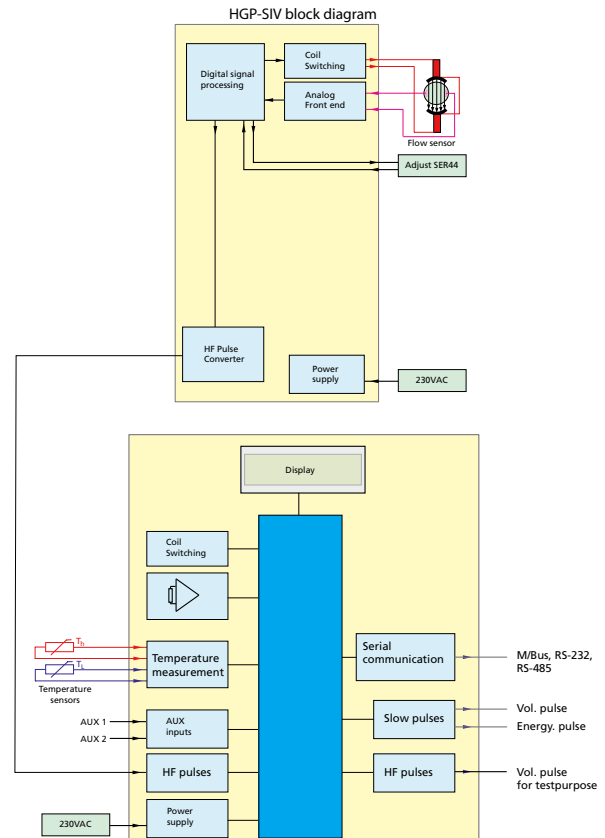 HGP-SIV block diagram
Digital signal
processing
Coil
Switching
Analog
Front end
Flow sensor
Adjust SER44
HF Pulse
Converter
Power
supply
230VAC
Display
Coil
Switching
Th
TL
Temperature
measurement
Temperature
sensors
Serial
communication
M/Bus, RS-232,
RS-485
AUX 1
AUX 2
AUX
inputs
Slow pulses
Vol. pulse
Energy. pulse
HF pulses
HF pulses
Vol. pulse
for testpurpose
230VAC
Power
supply